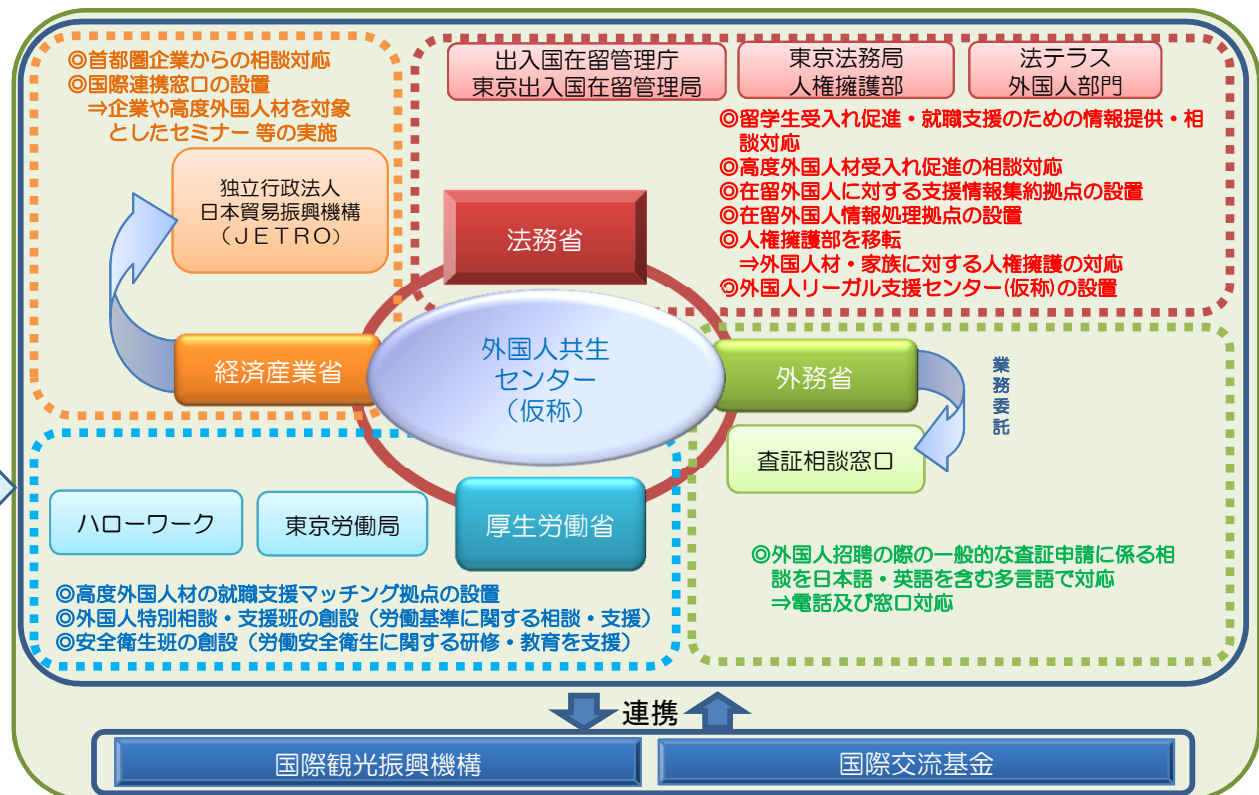 ◎首都圏企業からの相談対応
◎国際連携窓口の設置
⇒企業や高度外国人材を対象
としたセミナー 等の実施
独立行政法人
日本貿易振興機構
（ＪＥＴＲＯ）
経済産業省
出入国在留管理庁
東京出入国在留管理局
東京法務局
人権擁護部
法テラス
外国人部門
◎留学生受入れ促進・就職支援のための情報提供・相
談対応
◎高度外国人材受入れ促進の相談対応
◎在留外国人に対する支援情報集約拠点の設置
◎在留外国人情報処理拠点の設置
◎人権擁護部を移転
⇒外国人材・家族に対する人権擁護の対応
◎外国人リーガル支援センター(仮称)の設置
法務省
外国人共生
センター
（仮称）
外務省
業務委託
査証相談窓口
◎外国人招聘の際の一般的な査証申請に係る相
談を日本語・英語を含む多言語で対応
⇒電話及び窓口対応
ハローワーク
東京労働局
厚生労働省
◎高度外国人材の就職支援マッチング拠点の設置
◎外国人特別相談・支援班の創設（労働基準に関する相談・支援）
◎安全衛生班の創設（労働安全衛生に関する研修・教育を支援）
連携
国際観光振興機構
国際交流基金